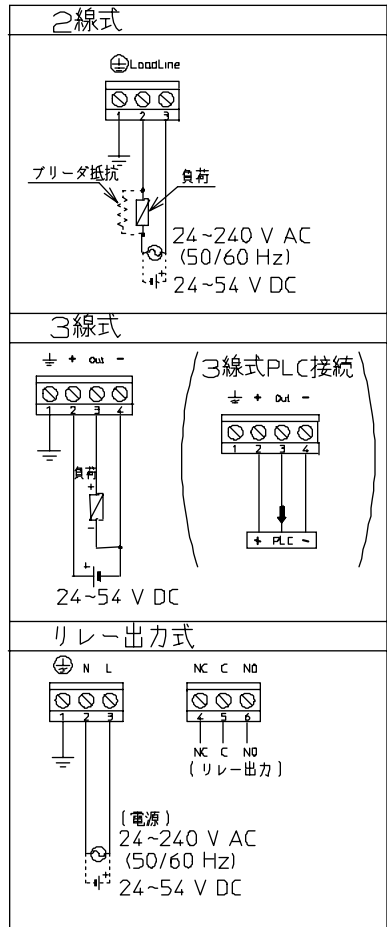 2線式
LoadLine
1 2 3
ブリーダ抵抗
負荷
24~240 V AC
(50/60 Hz)
+
24~54 V DC
3線式
+ Out -
1 2 3 4
負荷
+
-
+
24~54 V DC
3線式PLC接続
+ Out -
1 2 3 4
+ PLC -
リレー出力式
N L
1 2 3
NC C NO
4 5 6
NC C NO
(リレー出力)
(電源)
24~240 V AC
(50/60 Hz)
+
24~54 V DC